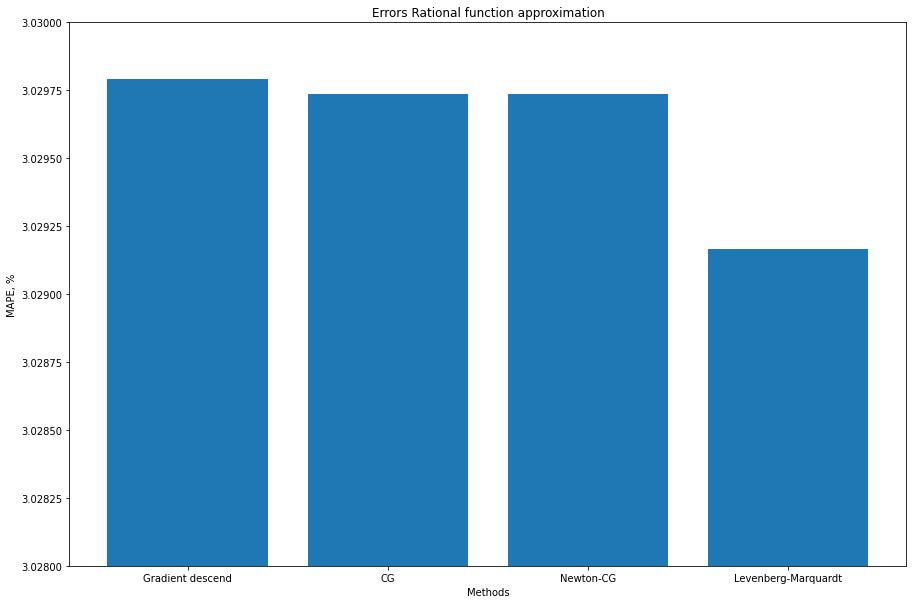 Errors Rational function approximation
3.03000
3.02975
3.02950
3.02925
3.02900
3.02875
3.02850
3.02825
3.02800
MAPE, %
Gradient descend
CG
Newton-CG
Levenberg-Marquardt
Methods